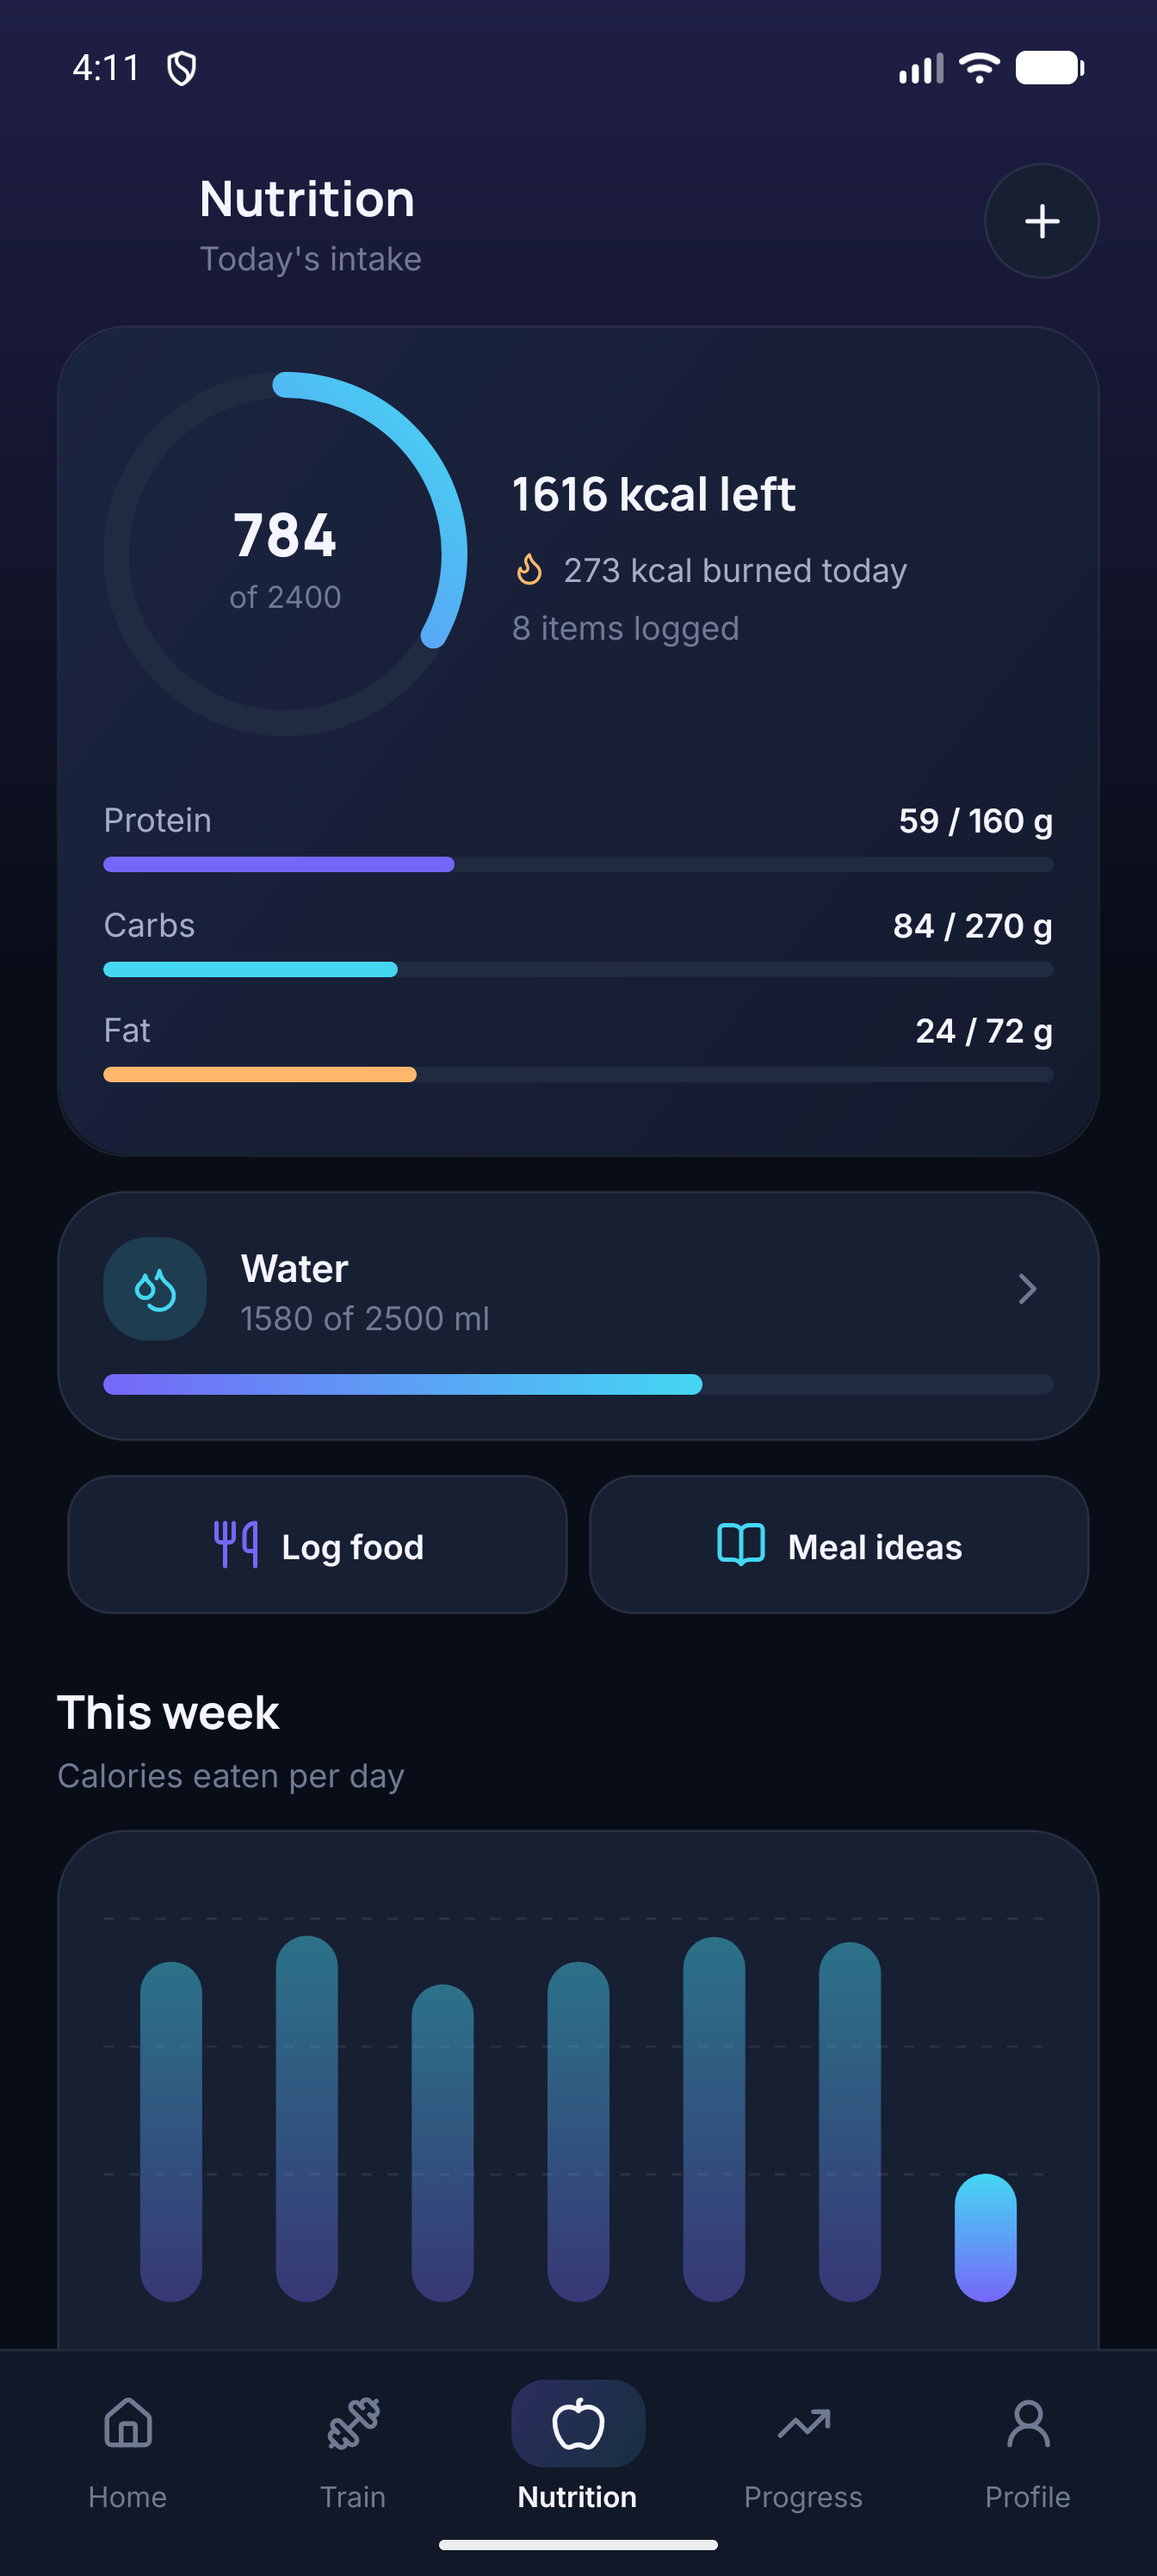 4:11
Nutrition
Today's intake
784
of 2400
1616 kcal left
273 kcal burned today
8 items logged
Protein
59 / 160 g
Carbs
84 / 270 g
Fat
24 / 72 g
Water
1580 of 2500 ml
Log food
Meal ideas
This week
Calories eaten per day
Home
Train
Nutrition
Progress
Profile